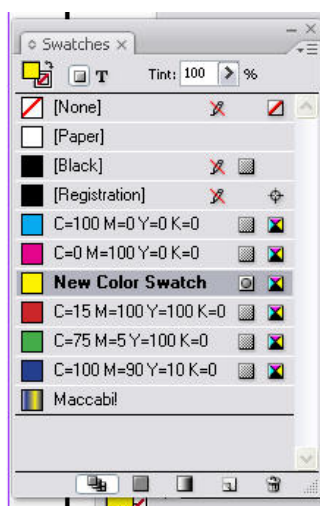 Swatches
T Tint: 100 %
[None]
[Paper]
[Black]
[Registration]
C=100 M=0 Y=0 K=0
C=0 M=100 Y=0 K=0
New Color Swatch
C=15 M=100 Y=100 K=0
C=75 M=5 Y=100 K=0
C=100 M=90 Y=10 K=0
Maccabi!